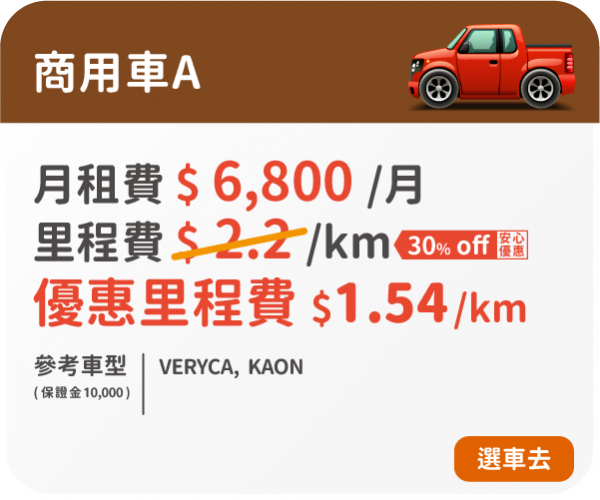 商用車A
月租費 $ 6,800 /月
里程費 $ 2.2 /km 30% off 安心優惠
優惠里程費 $1.54/km
參考車型 VERYCA, KAON
(保證金10,000)
選車去